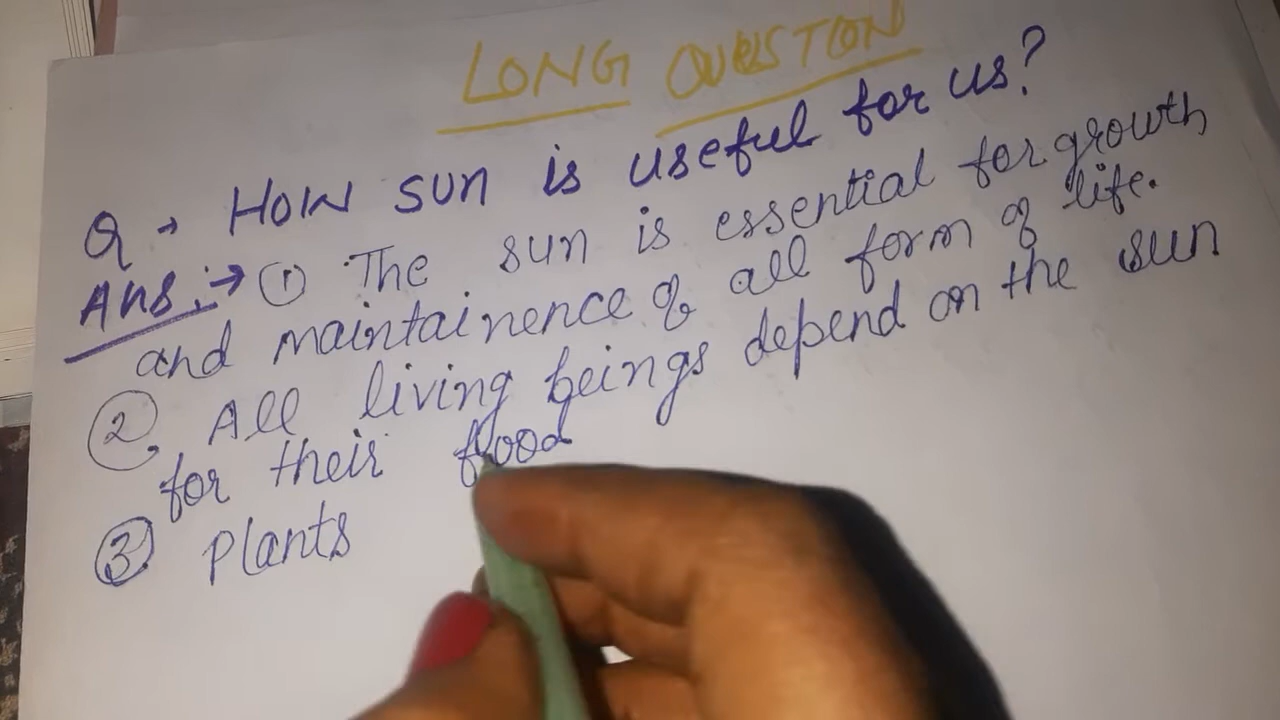 LONG QUESTION
Q → HOW SUN is useful for us?
Ans :→ ① The sun is essential for growth
and maintainence of all form of life.
② All living beings depend on the sun
for their food
③ Plants